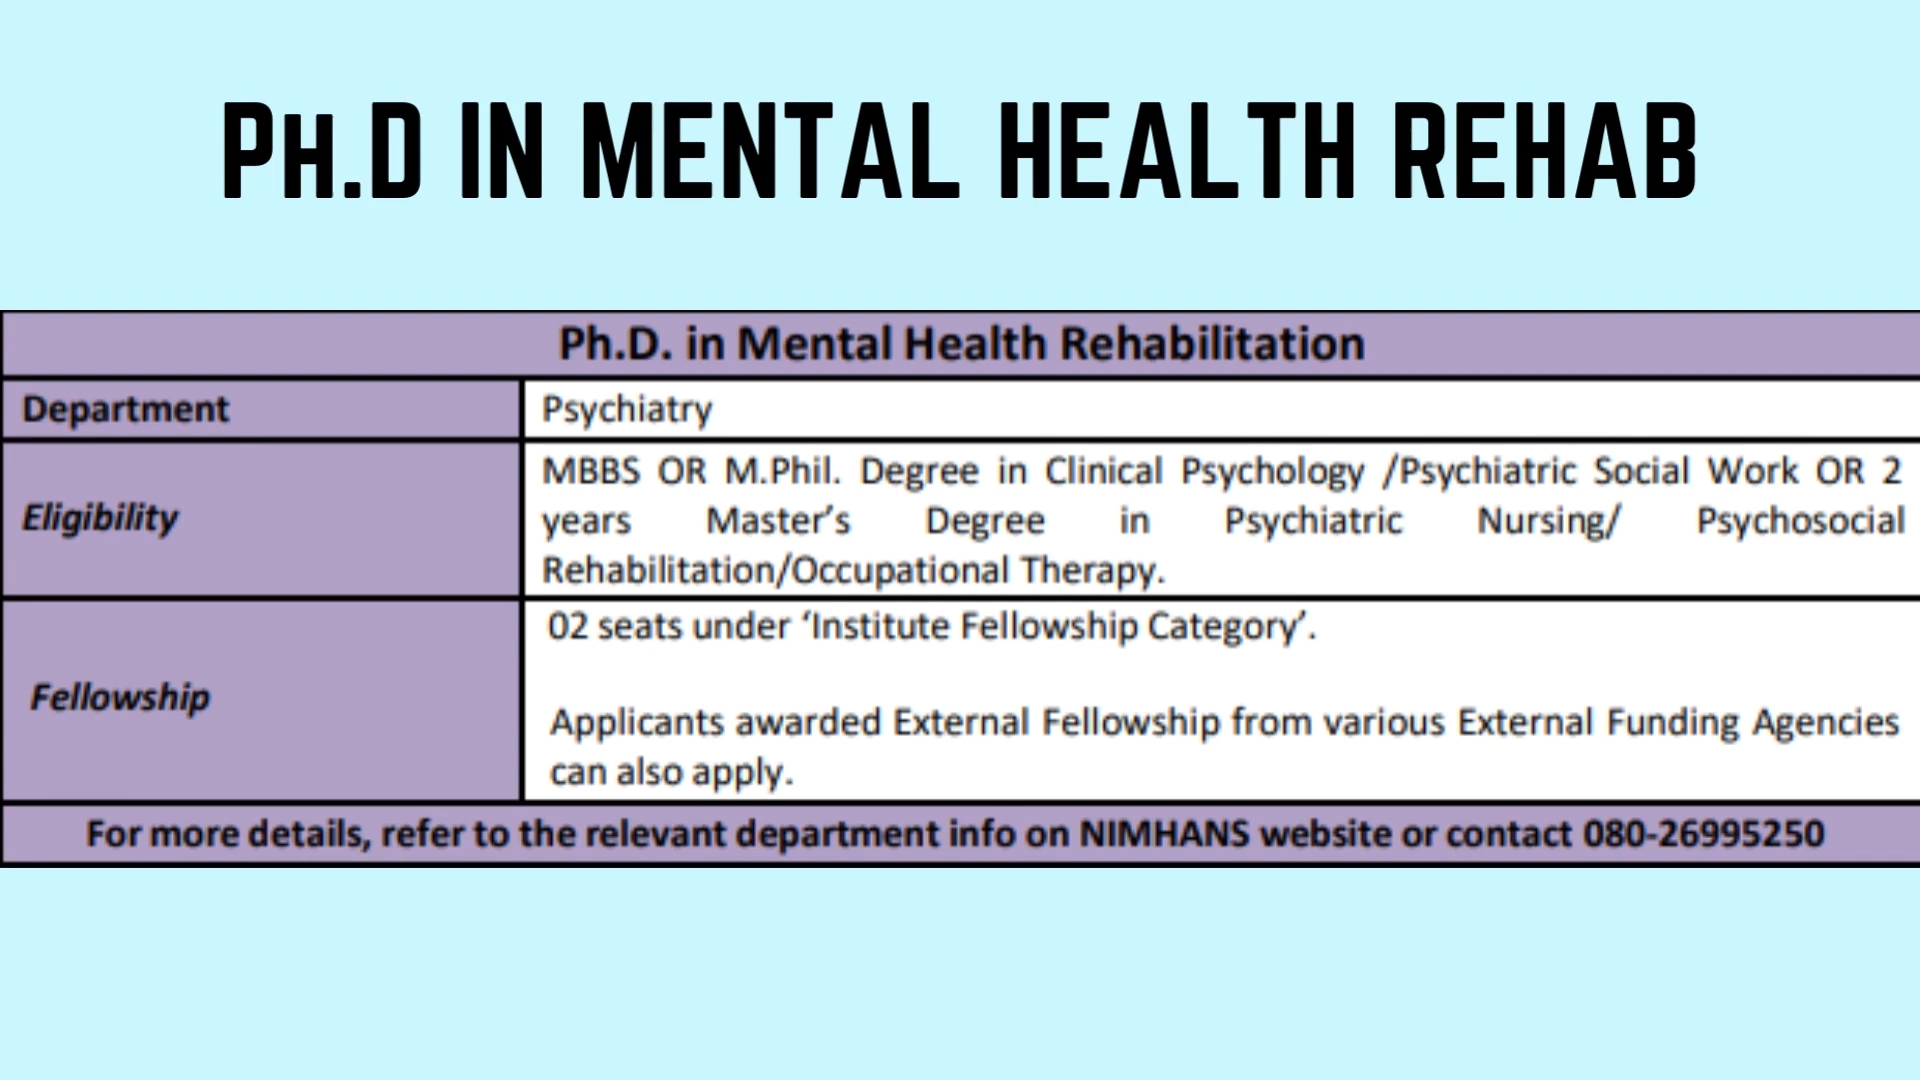 Ph.D IN MENTAL HEALTH REHAB
Ph.D. in Mental Health Rehabilitation
Department
Psychiatry
Eligibility
MBBS OR M.Phil. Degree in Clinical Psychology /Psychiatric Social Work OR 2
years Master’s Degree in Psychiatric Nursing/ Psychosocial
Rehabilitation/Occupational Therapy.
Fellowship
02 seats under ‘Institute Fellowship Category’.
Applicants awarded External Fellowship from various External Funding Agencies
can also apply.
For more details, refer to the relevant department info on NIMHANS website or contact 080-26995250